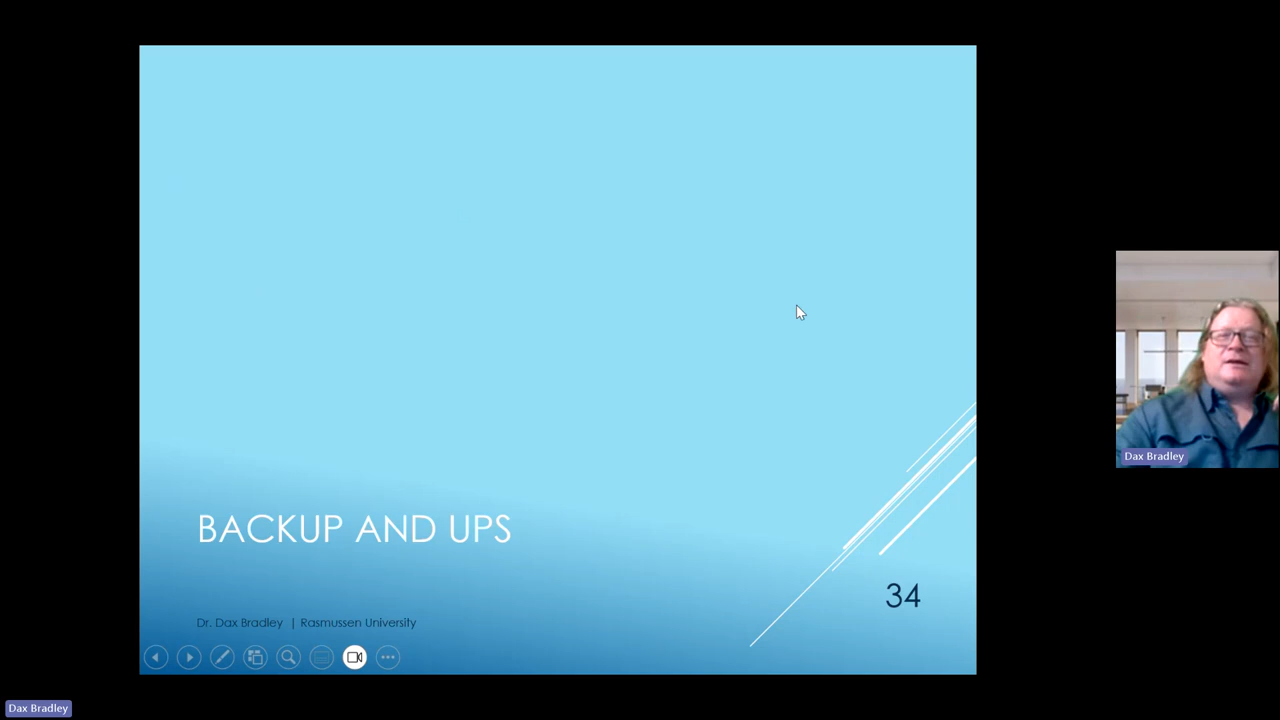 BACKUP AND UPS
34
Dr. Dax Bradley | Rasmussen University
Dax Bradley
Dax Bradley